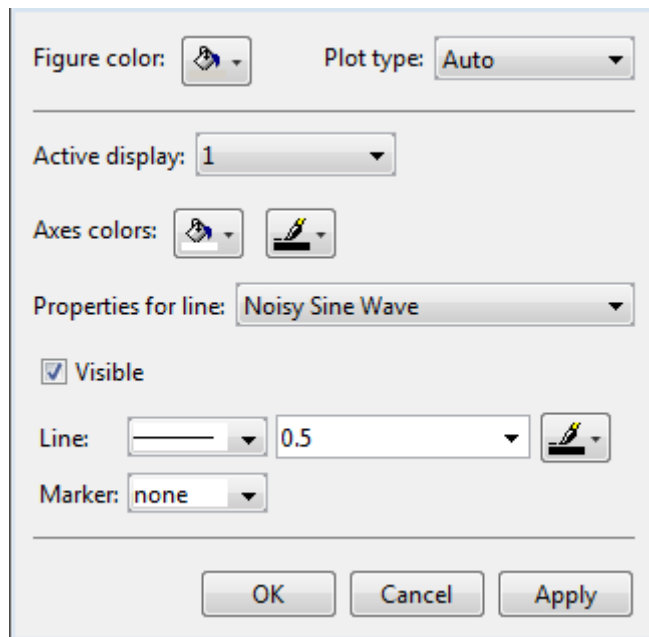 Figure color: Plot type: Auto
Active display: 1
Axes colors:
Properties for line: Noisy Sine Wave
Visible
Line: 0.5
Marker: none
OK Cancel Apply